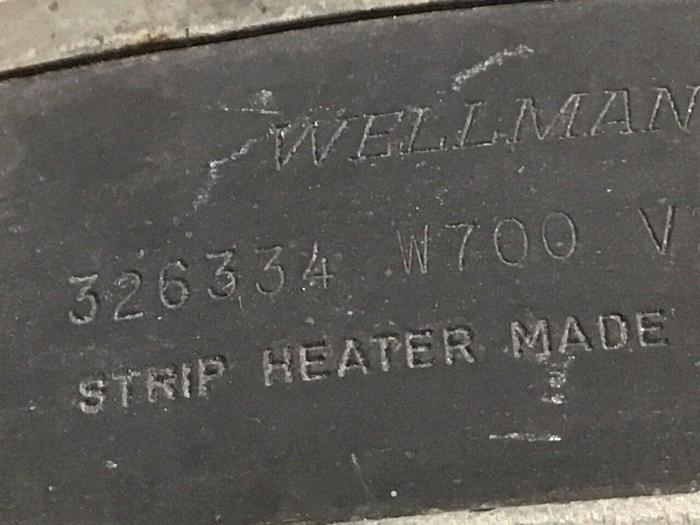 WELLMAN
326334 W700 V
STRIP HEATER MADE